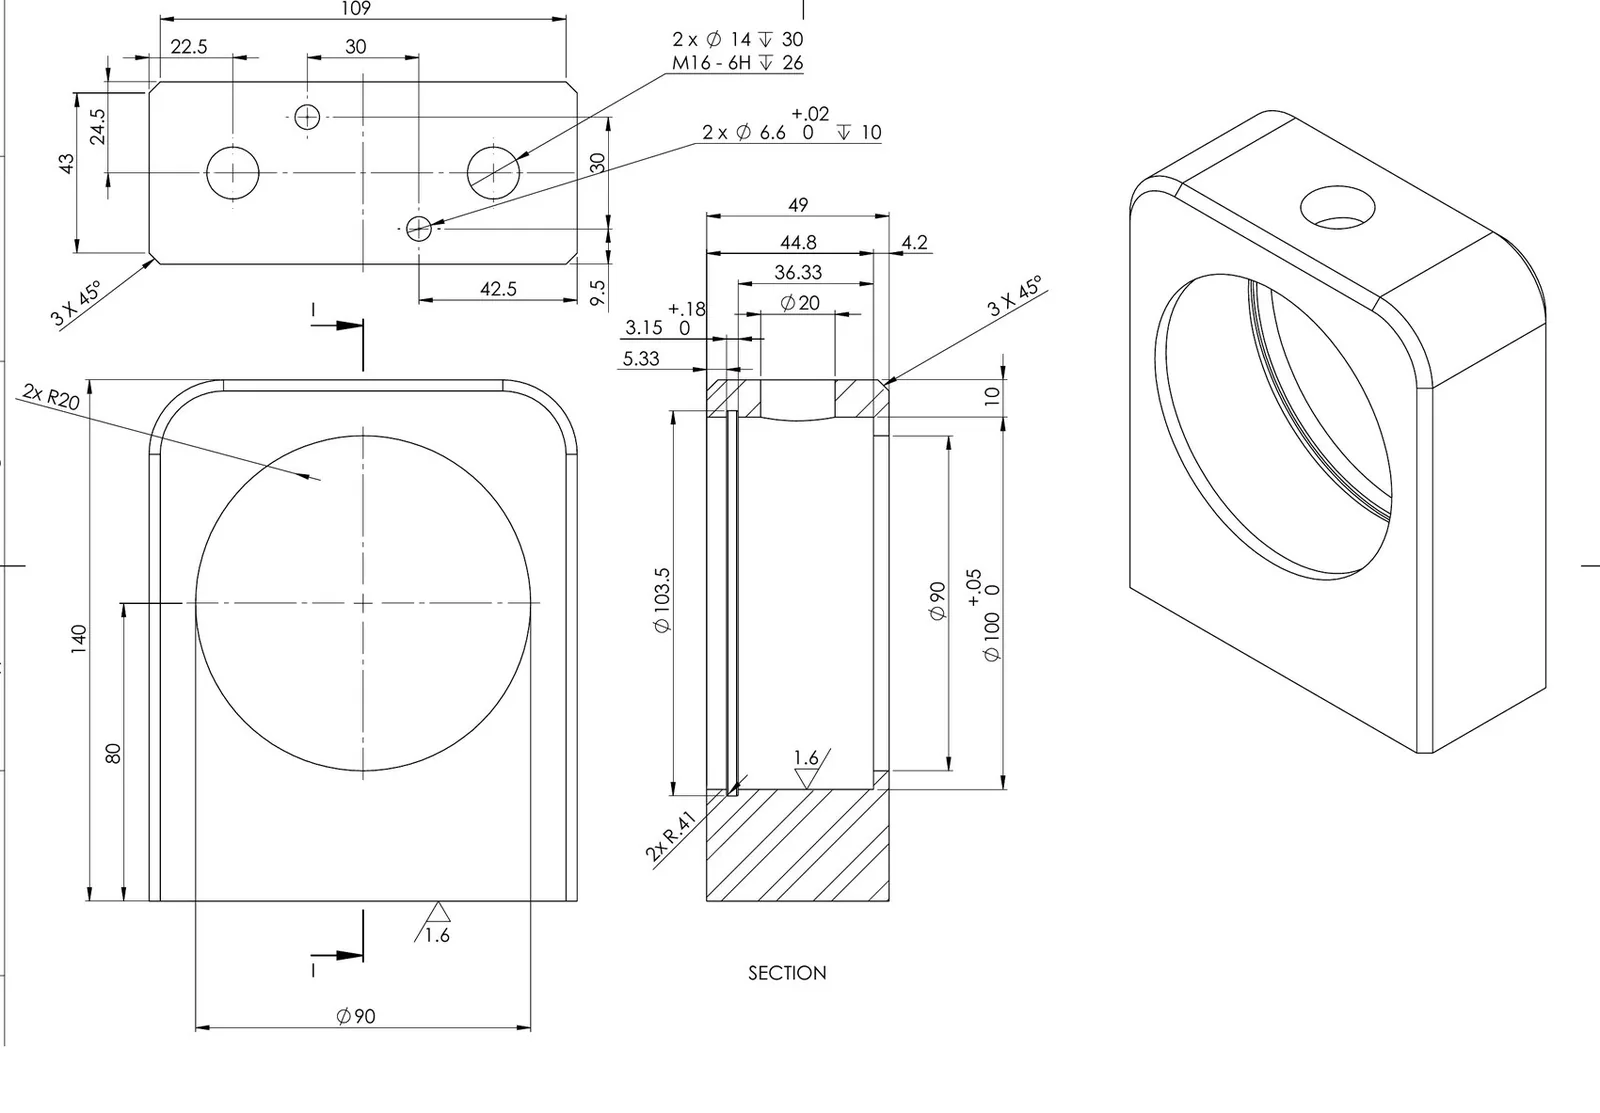 109
22.5
30
2 x ⌀ 14 ↧ 30
M16 - 6H ↧ 26
+.02
2 x ⌀ 6.6 0 ↧ 10
24.5
43
30
3 X 45°
42.5
9.5
49
44.8
4.2
36.33
⌀20
+.18
3.15 0
5.33
3 X 45°
I
2x R20
10
140
80
⌀103.5
⌀90
+.05
⌀100 0
1.6
2x R.41
1.6
I
SECTION
⌀90